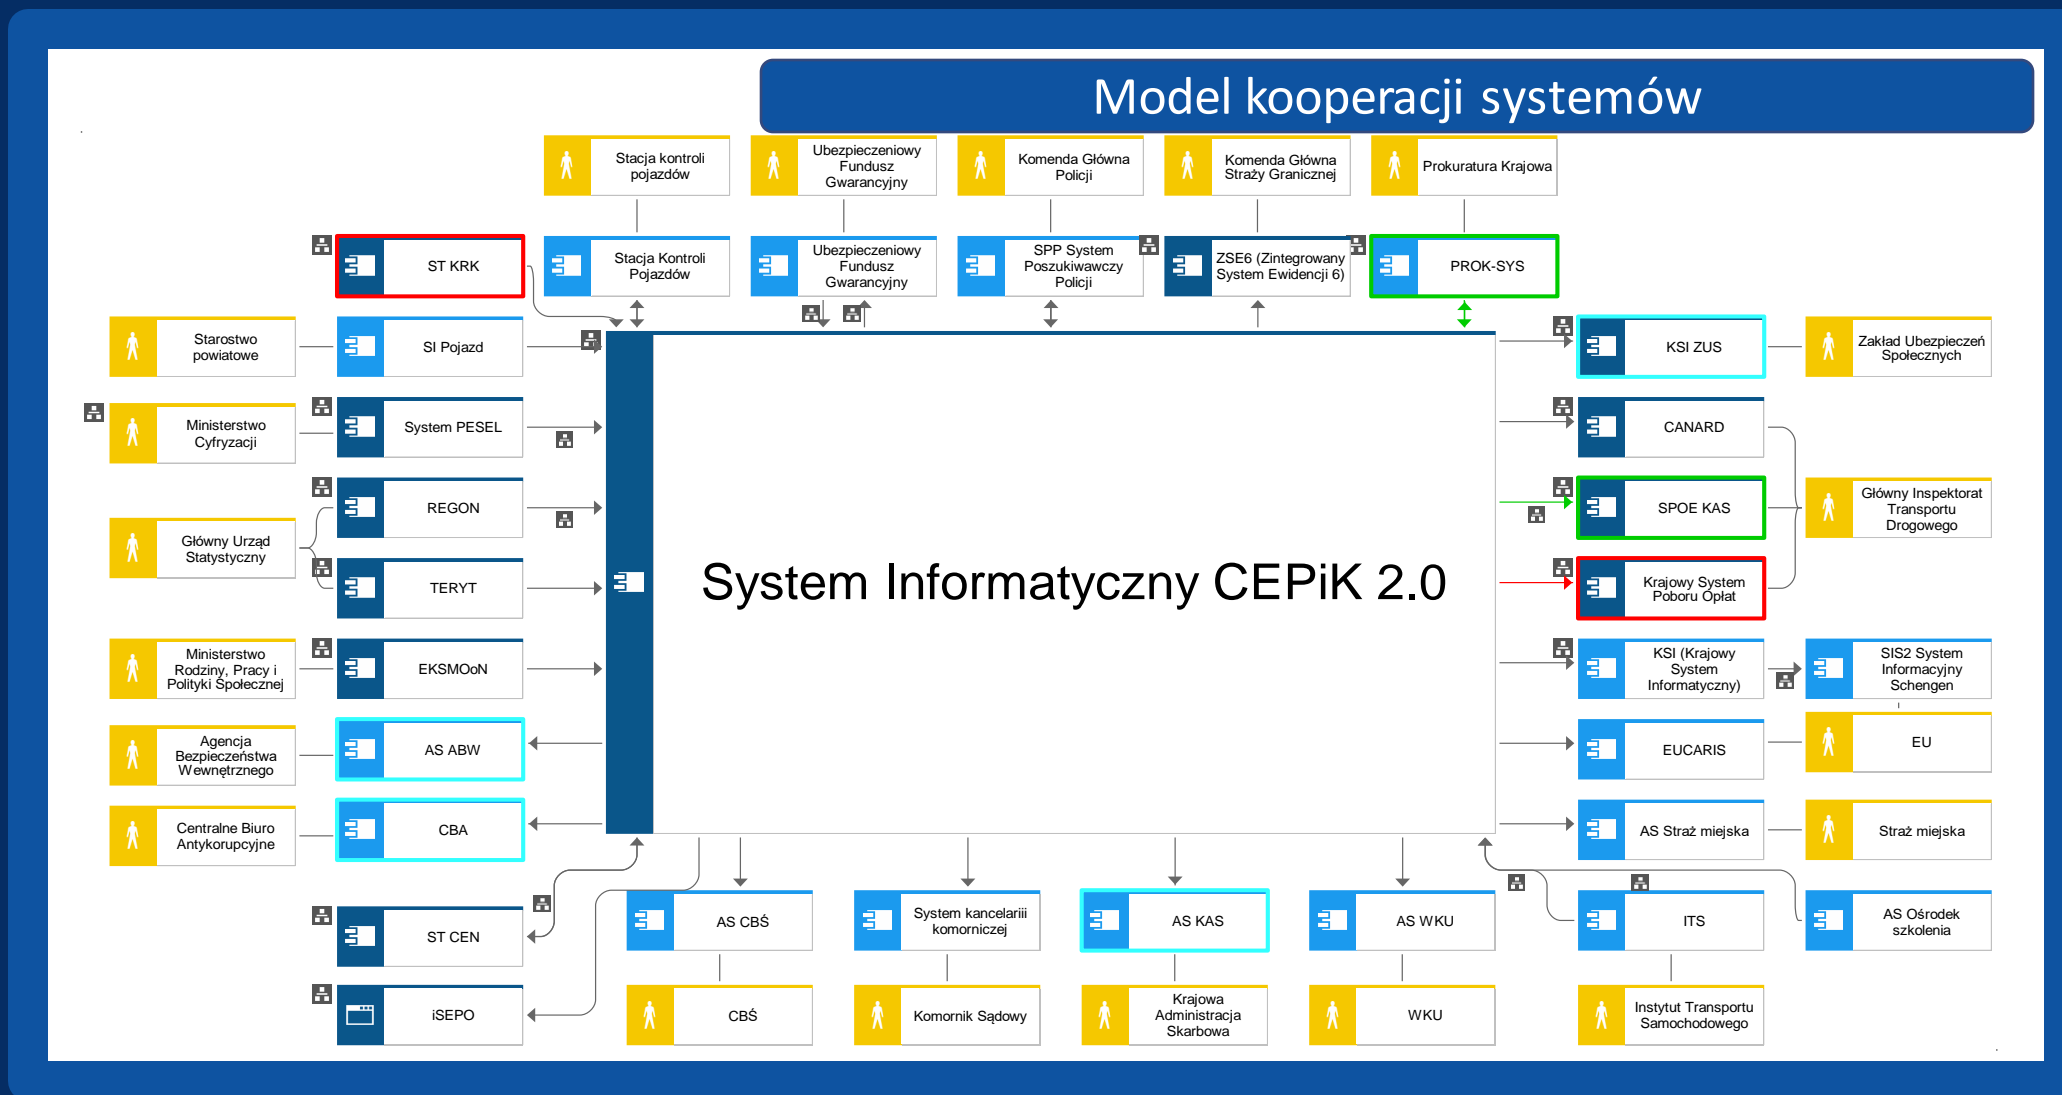 Model kooperacji systemów
Stacja kontroli
pojazdów
Ubezpieczeniowy
Fundusz
Gwarancyjny
Komenda Główna
Policji
Komenda Główna
Straży Granicznej
Prokuratura Krajowa
ST KRK
Stacja Kontroli
Pojazdów
Ubezpieczeniowy
Fundusz
Gwarancyjny
SPP System
Poszukiwawczy
Policji
ZSE6 (Zintegrowany
System Ewidencji 6)
PROK-SYS
Starostwo
powiatowe
SI Pojazd
KSI ZUS
Zakład Ubezpieczeń
Społecznych
Ministerstwo
Cyfryzacji
System PESEL
CANARD
Główny Urząd
Statystyczny
REGON
TERYT
System Informatyczny CEPiK 2.0
SPOE KAS
Główny Inspektorat
Transportu
Drogowego
Krajowy System
Poboru Opłat
Ministerstwo
Rodziny, Pracy i
Polityki Społecznej
EKSMOoN
KSI (Krajowy
System
Informatyczny)
SIS2 System
Informacyjny
Schengen
Agencja
Bezpieczeństwa
Wewnętrznego
AS ABW
EUCARIS
EU
Centralne Biuro
Antykorupcyjne
CBA
AS Straż miejska
Straż miejska
ST CEN
AS CBŚ
System kancelariii
komorniczej
AS KAS
AS WKU
ITS
AS Ośrodek
szkolenia
iSEPO
CBŚ
Komornik Sądowy
Krajowa
Administracja
Skarbowa
WKU
Instytut Transportu
Samochodowego